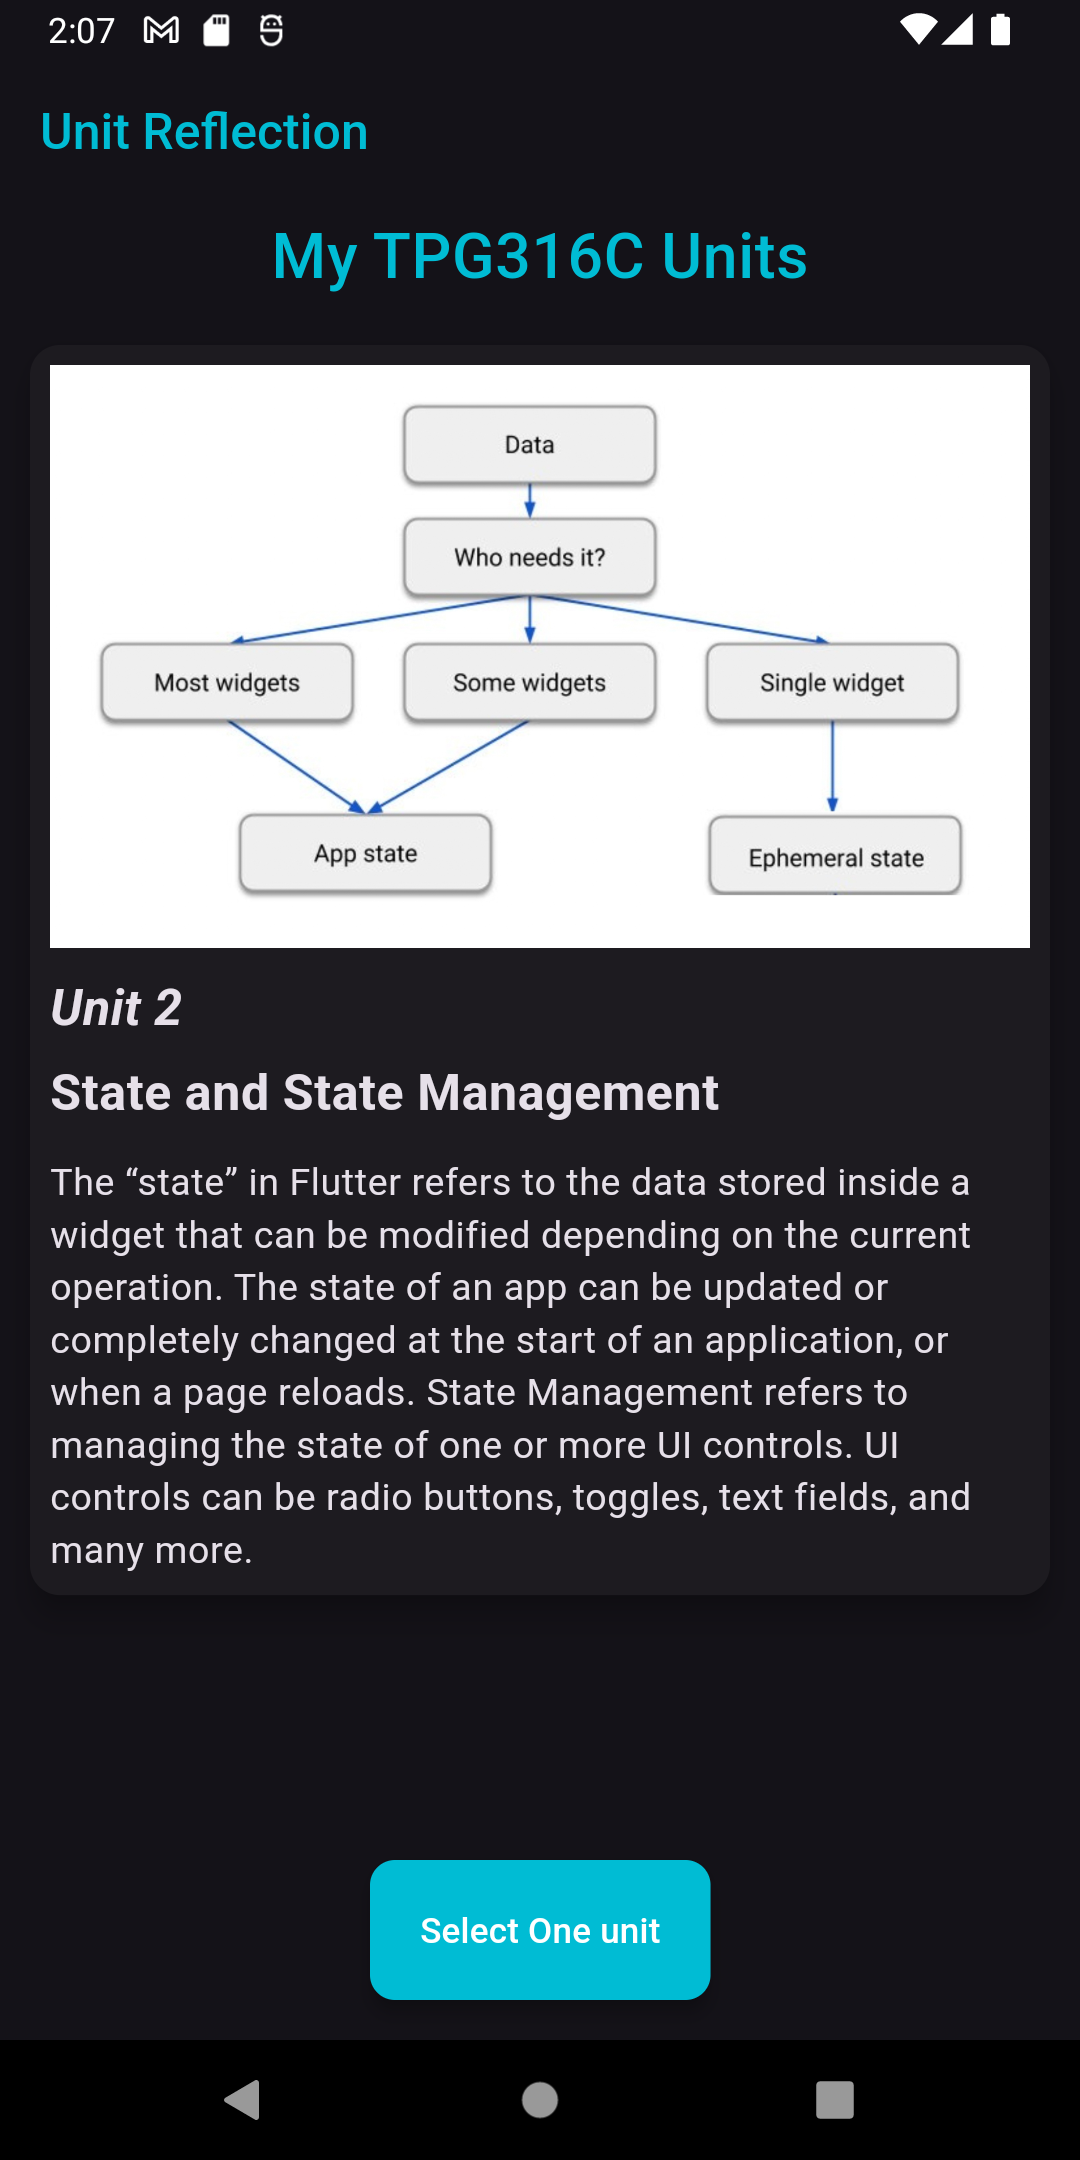 2:07
Unit Reflection
My TPG316C Units
Data
Who needs it?
Most widgets
Some widgets
Single widget
App state
Ephemeral state
Unit 2
State and State Management
The “state” in Flutter refers to the data stored inside a
widget that can be modified depending on the current
operation. The state of an app can be updated or
completely changed at the start of an application, or
when a page reloads. State Management refers to
managing the state of one or more UI controls. UI
controls can be radio buttons, toggles, text fields, and
many more.
Select One unit